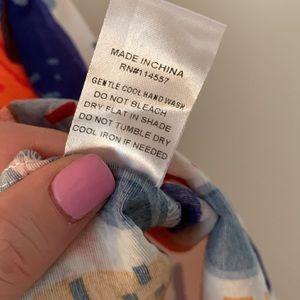 MADE IN CHINA
RN#114557
GENTLE COOL HAND WASH
DO NOT BLEACH
DRY FLAT IN SHADE
DO NOT TUMBLE DRY
COOL IRON IF NEEDED